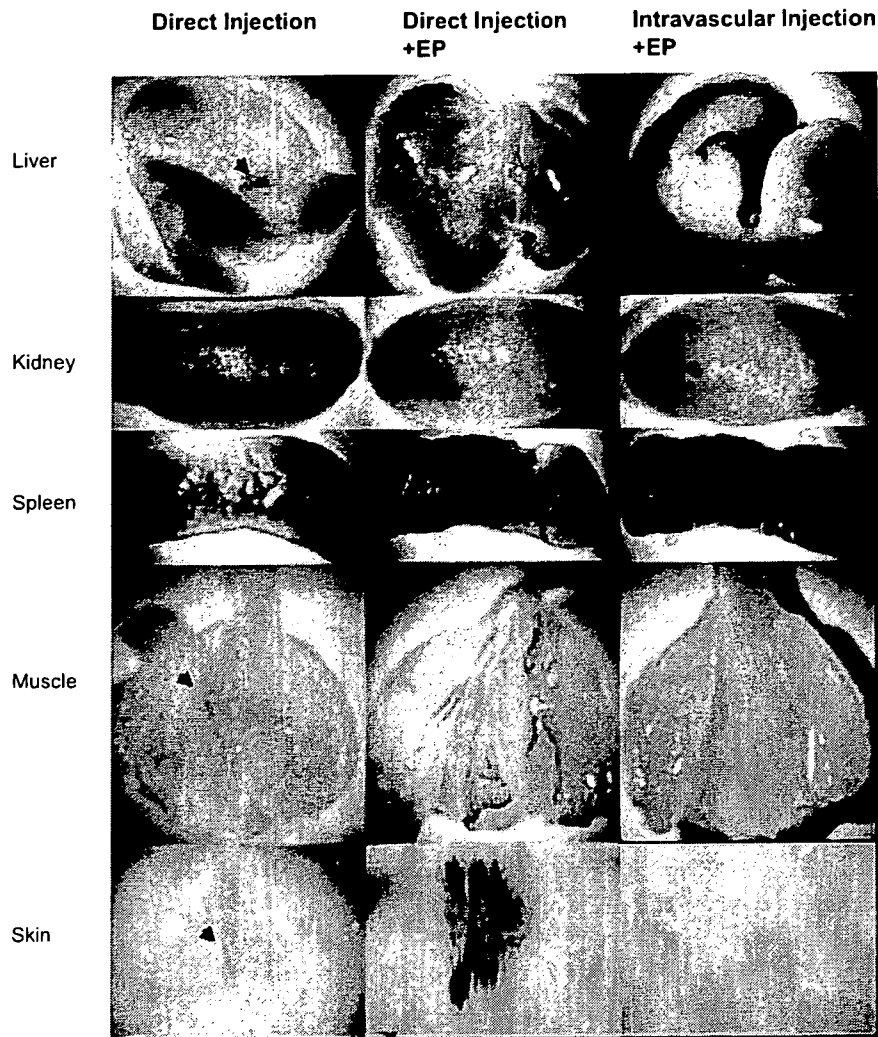 Direct Injection
Direct Injection
+EP
Intravascular Injection
+EP
Liver
Kidney
Spleen
Muscle
Skin